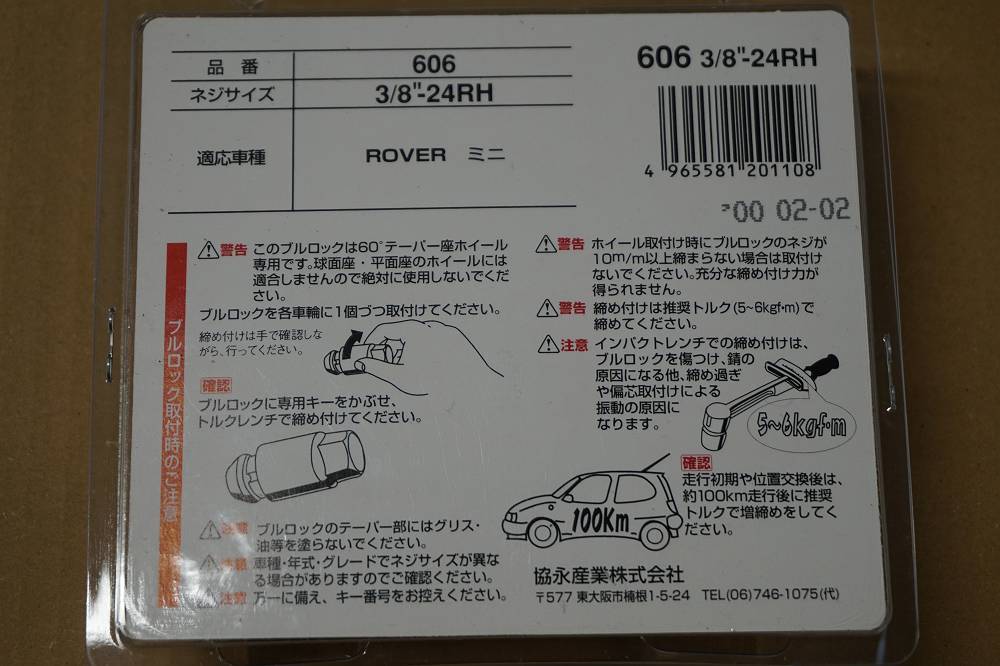 品番 606
ネジサイズ 3/8"-24RH
適応車種 ROVER ミニ
606 3/8"-24RH
4 965581 201108
00 02-02
ブルロック取付時のご注意
警告 このブルロックは60°テーパー座ホイール
専用です。球面座・平面座のホイールには
適合しませんので絶対に使用しないでくだ
さい。
ブルロックを各車輪に1個づつ取付けてください。
締め付けは手で確認しな
がら、行ってください。
確認
ブルロックに専用キーをかぶせ、
トルクレンチで締め付けてください。
注意 ブルロックのテーパー部にはグリス・
油等を塗らないでください。
注意 車種・年式・グレードでネジサイズが異な
る場合がありますのでご確認ください。
注意 万一に備え、キー番号をお控えください。
警告 ホイール取付け時にブルロックのネジが
10m/m以上締まらない場合は取付け
ないでください。充分な締め付け力が
得られません。
警告 締め付けは推奨トルク(5~6kgf・m)で
締めてください。
注意 インパクトレンチでの締め付けは、
ブルロックを傷つけ、錆の
原因になる他、締め過ぎ
や偏芯取付けによる
振動の原因に
なります。
5~6kgf・m
確認
走行初期や位置交換後は、
約100km走行後に推奨
トルクで増締めをしてく
ださい。
100Km
協永産業株式会社
〒577 東大阪市楠根1-5-24 TEL(06)746-1075(代)